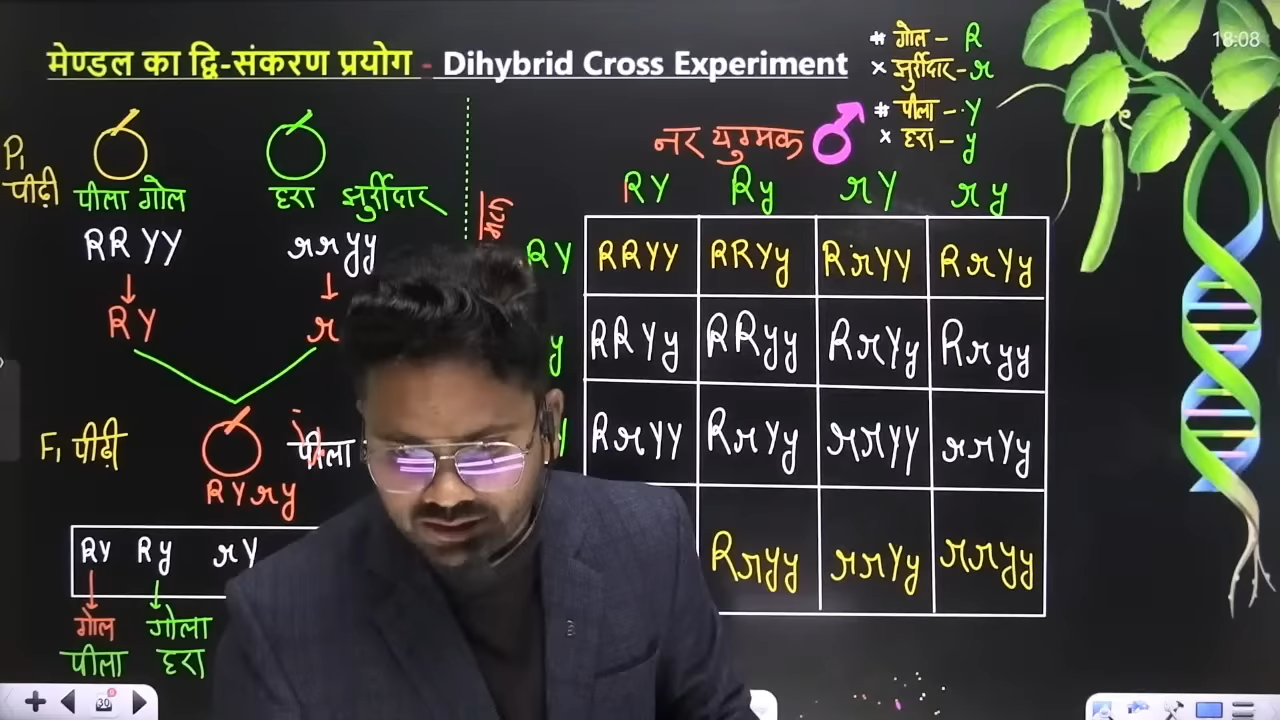 मेण्डल का द्वि-संकरण प्रयोग - Dihybrid Cross Experiment
* गोल - R
× झुर्रीदार - r
* पीला - Y
× हरा - y
18:08
P₁
पीढ़ी
पीला गोल
हरा झुर्रीदार
RRYY
rryy
RY
r
F₁ पीढ़ी
पीला
RYry
RY Ry rY
गोल
पीला
गोला
हरा
नर युग्मक ♂
RY Ry rY ry
RY RRYY RRYy RrYY RrYy
y RRYy RRyy RrYy Rryy
RrYY RrYy rrYY rrYy
Rryy rrYy rryy
30